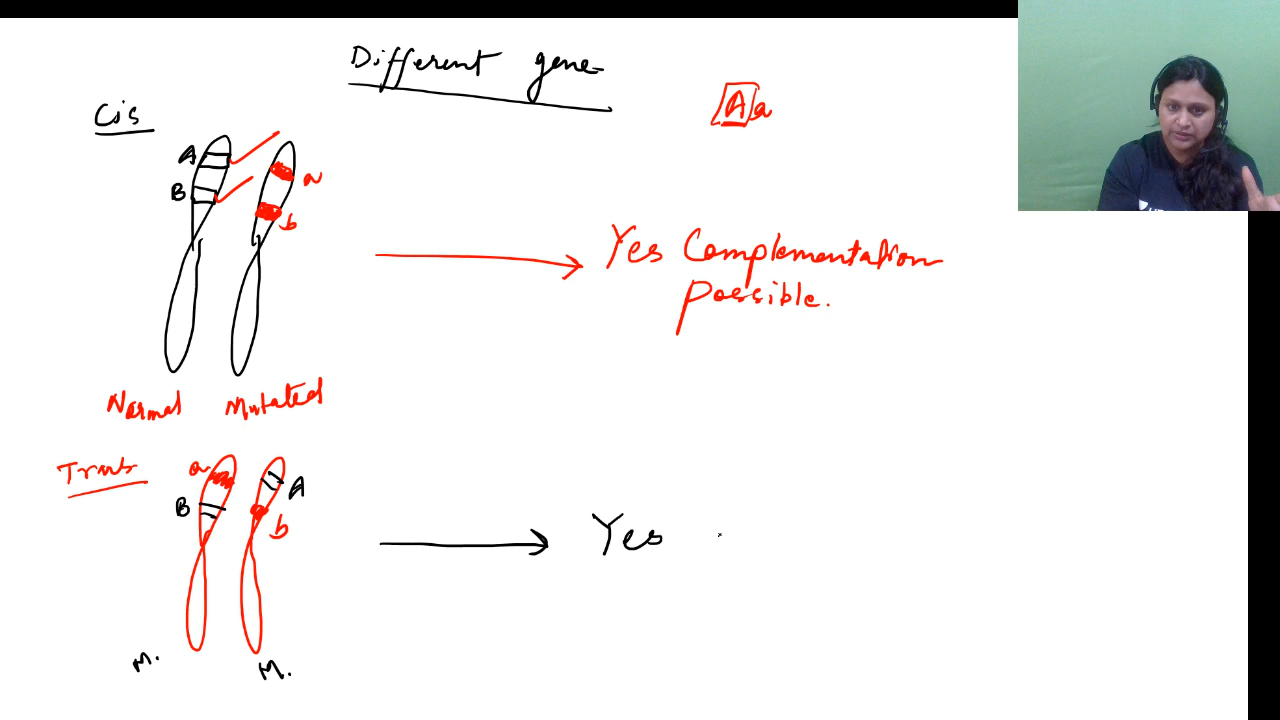 Different gene
Cis
A a
A
B
a
b
Yes Complementation
possible.
Normal Mutated
Trans
a
B
A
b
Yes
M. M.